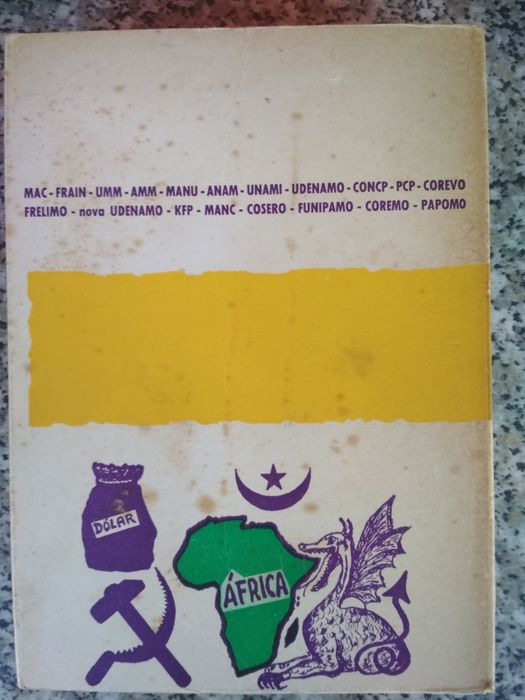 MAC - FRAIN - UMM - AMM - MANU - ANAM - UNAMI - UDENAMO - CONCP - PCP - COREVO
FRELIMO - nova UDENAMO - KFP - MANC - COSERO - FUNIPAMO - COREMO - PAPOMO
DÓLAR
ÁFRICA